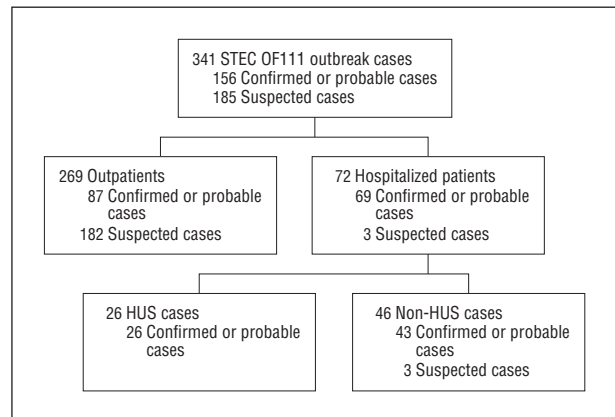 341 STEC OF111 outbreak cases
156 Confirmed or probable cases
185 Suspected cases
269 Outpatients
87 Confirmed or probable
cases
182 Suspected cases
72 Hospitalized patients
69 Confirmed or probable
cases
3 Suspected cases
26 HUS cases
26 Confirmed or probable
cases
46 Non-HUS cases
43 Confirmed or probable
cases
3 Suspected cases